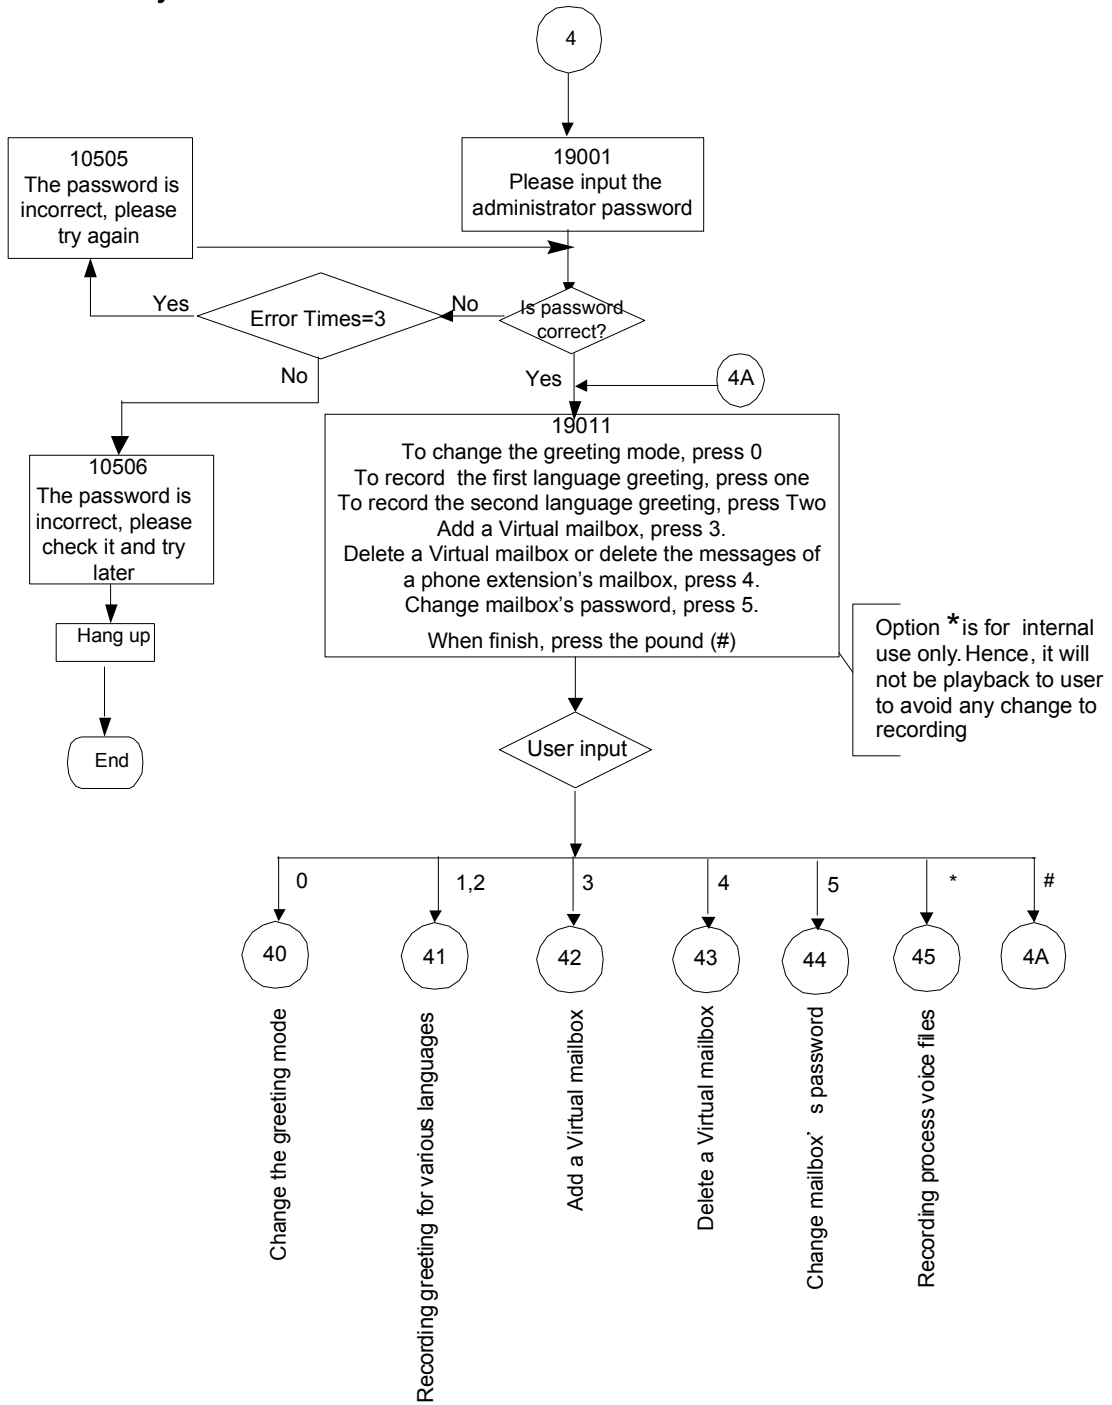 4
10505
The password is
incorrect, please
try again
19001
Please input the
administrator password
Yes
Error Times=3
No
Is password
correct?
No
Yes
4A
10506
The password is
incorrect, please
check it and try
later
Hang up
End
19011
To change the greeting mode, press 0
To record the first language greeting, press one
To record the second language greeting, press Two
Add a Virtual mailbox, press 3.
Delete a Virtual mailbox or delete the messages of
a phone extension's mailbox, press 4.
Change mailbox's password, press 5.
When finish, press the pound (#)
Option * is for internal
use only. Hence, it will
not be playback to user
to avoid any change to
recording
User input
0
1,2
3
4
5
*
#
40
41
42
43
44
45
4A
Change the greeting mode
Recording greeting for various languages
Add a Virtual mailbox
Delete a Virtual mailbox
Change mailbox's password
Recording process voice files